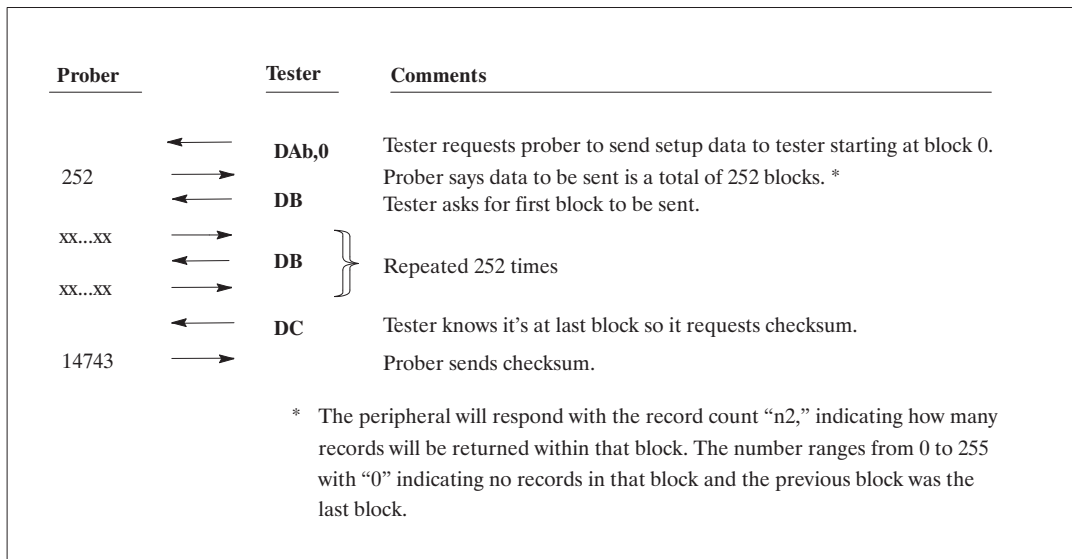 Prober Tester Comments
DAb,0 Tester requests prober to send setup data to tester starting at block 0.
252 Prober says data to be sent is a total of 252 blocks. *
DB Tester asks for first block to be sent.
xx...xx
DB Repeated 252 times
xx...xx
DC Tester knows it's at last block so it requests checksum.
14743 Prober sends checksum.
* The peripheral will respond with the record count “n2,” indicating how many
records will be returned within that block. The number ranges from 0 to 255
with “0” indicating no records in that block and the previous block was the
last block.